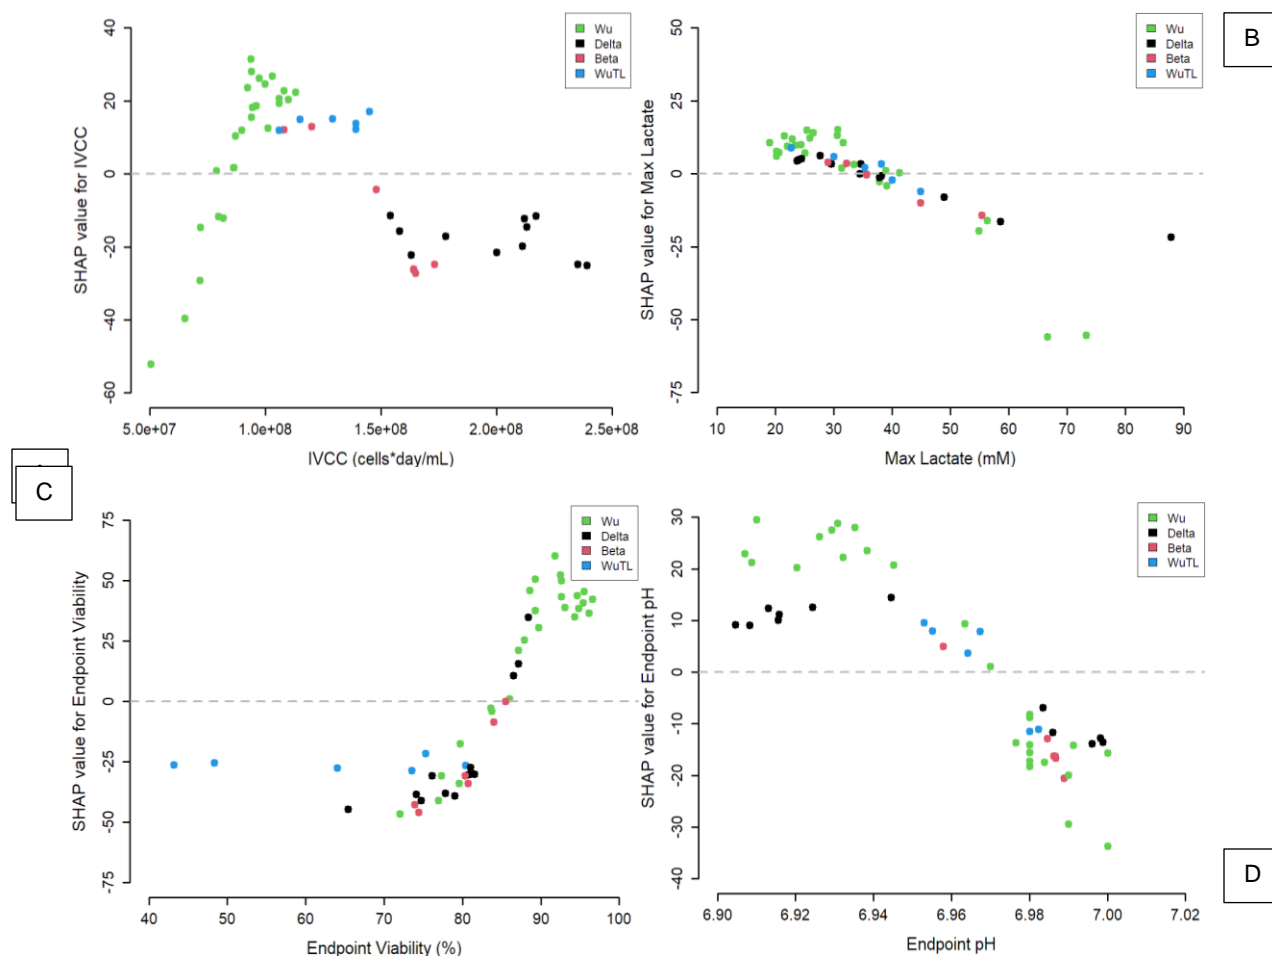 SHAP value for IVCC
40
20
0
-20
-40
-60
5.0e+07
1.0e+08
1.5e+08
2.0e+08
2.5e+08
IVCC (cells*day/mL)
Wu
Delta
Beta
WuTL
B
SHAP value for Max Lactate
50
25
0
-25
-50
-75
10
20
30
40
50
60
70
80
90
Max Lactate (mM)
Wu
Delta
Beta
WuTL
C
SHAP value for Endpoint Viability
75
50
25
0
-25
-50
-75
40
50
60
70
80
90
100
Endpoint Viability (%)
Wu
Delta
Beta
WuTL
D
SHAP value for Endpoint pH
30
20
10
0
-10
-20
-30
-40
6.90
6.92
6.94
6.96
6.98
7.00
7.02
Endpoint pH
Wu
Delta
Beta
WuTL